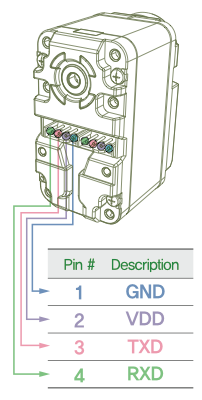 Pin # Description
1 GND
2 VDD
3 TXD
4 RXD